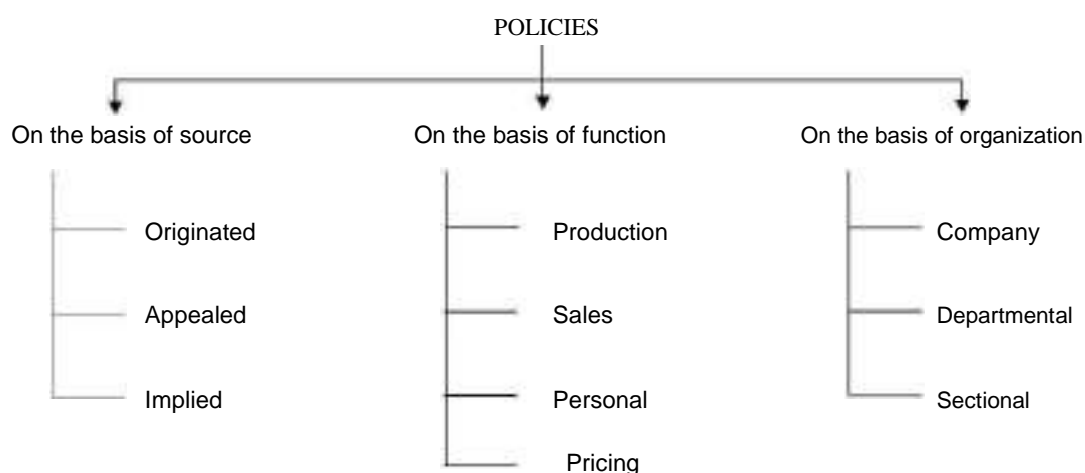 POLICIES
On the basis of source
On the basis of function
On the basis of organization
Originated
Production
Company
Appealed
Sales
Departmental
Implied
Personal
Sectional
Pricing